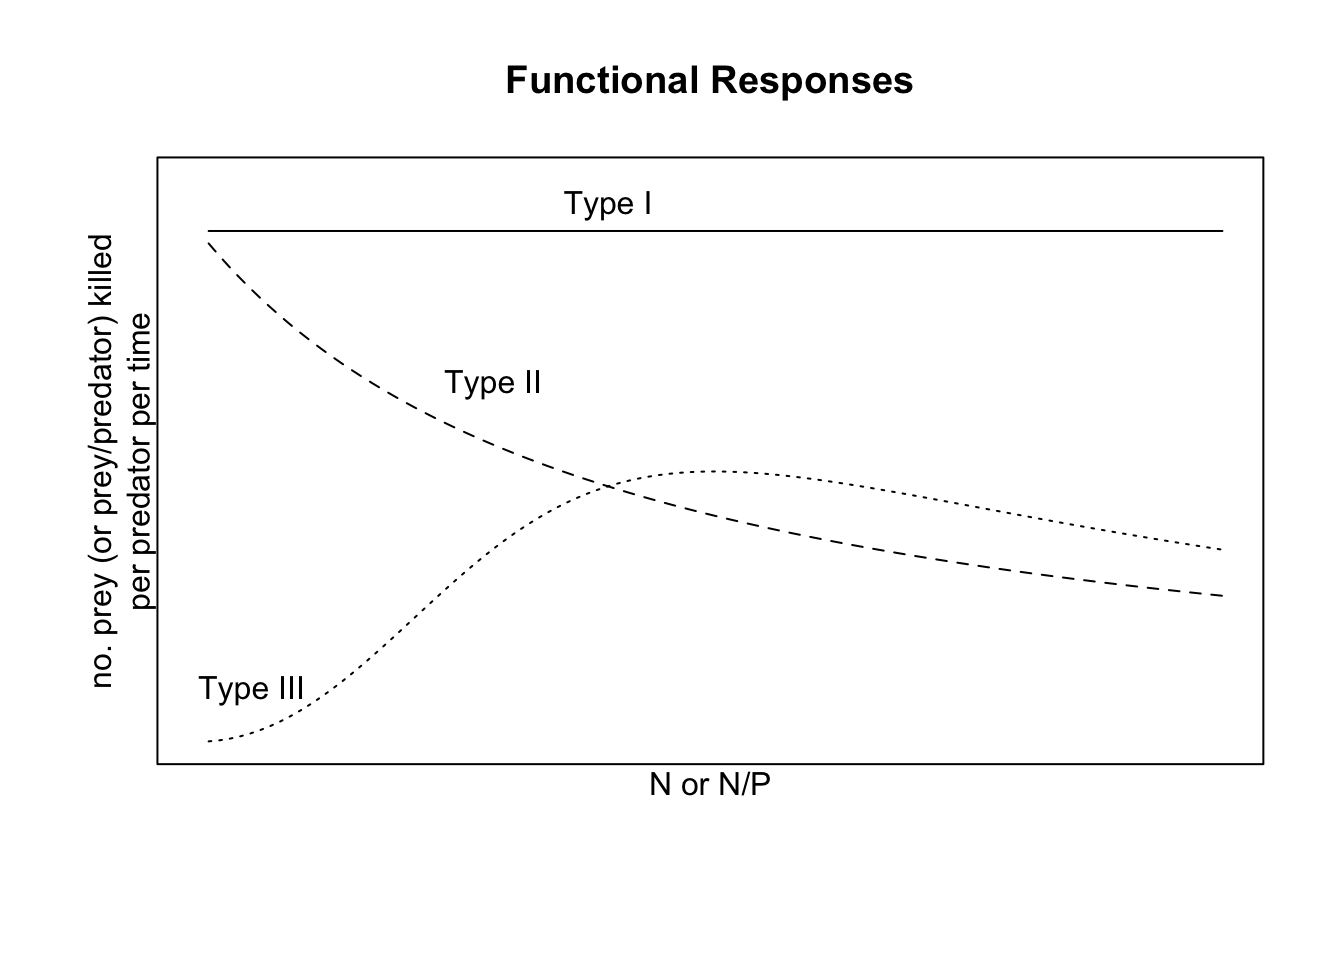 Functional Responses
no. prey (or prey/predator) killed
per predator per time
Type I
Type II
Type III
N or N/P